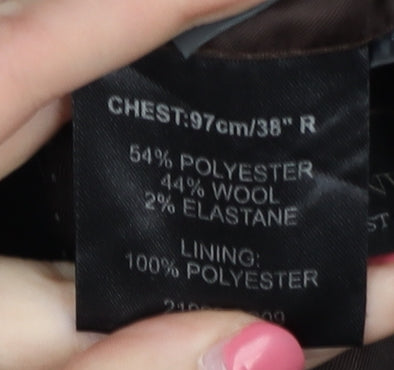 CHEST:97cm/38" R
54% POLYESTER
44% WOOL
2% ELASTANE
LINING:
100% POLYESTER